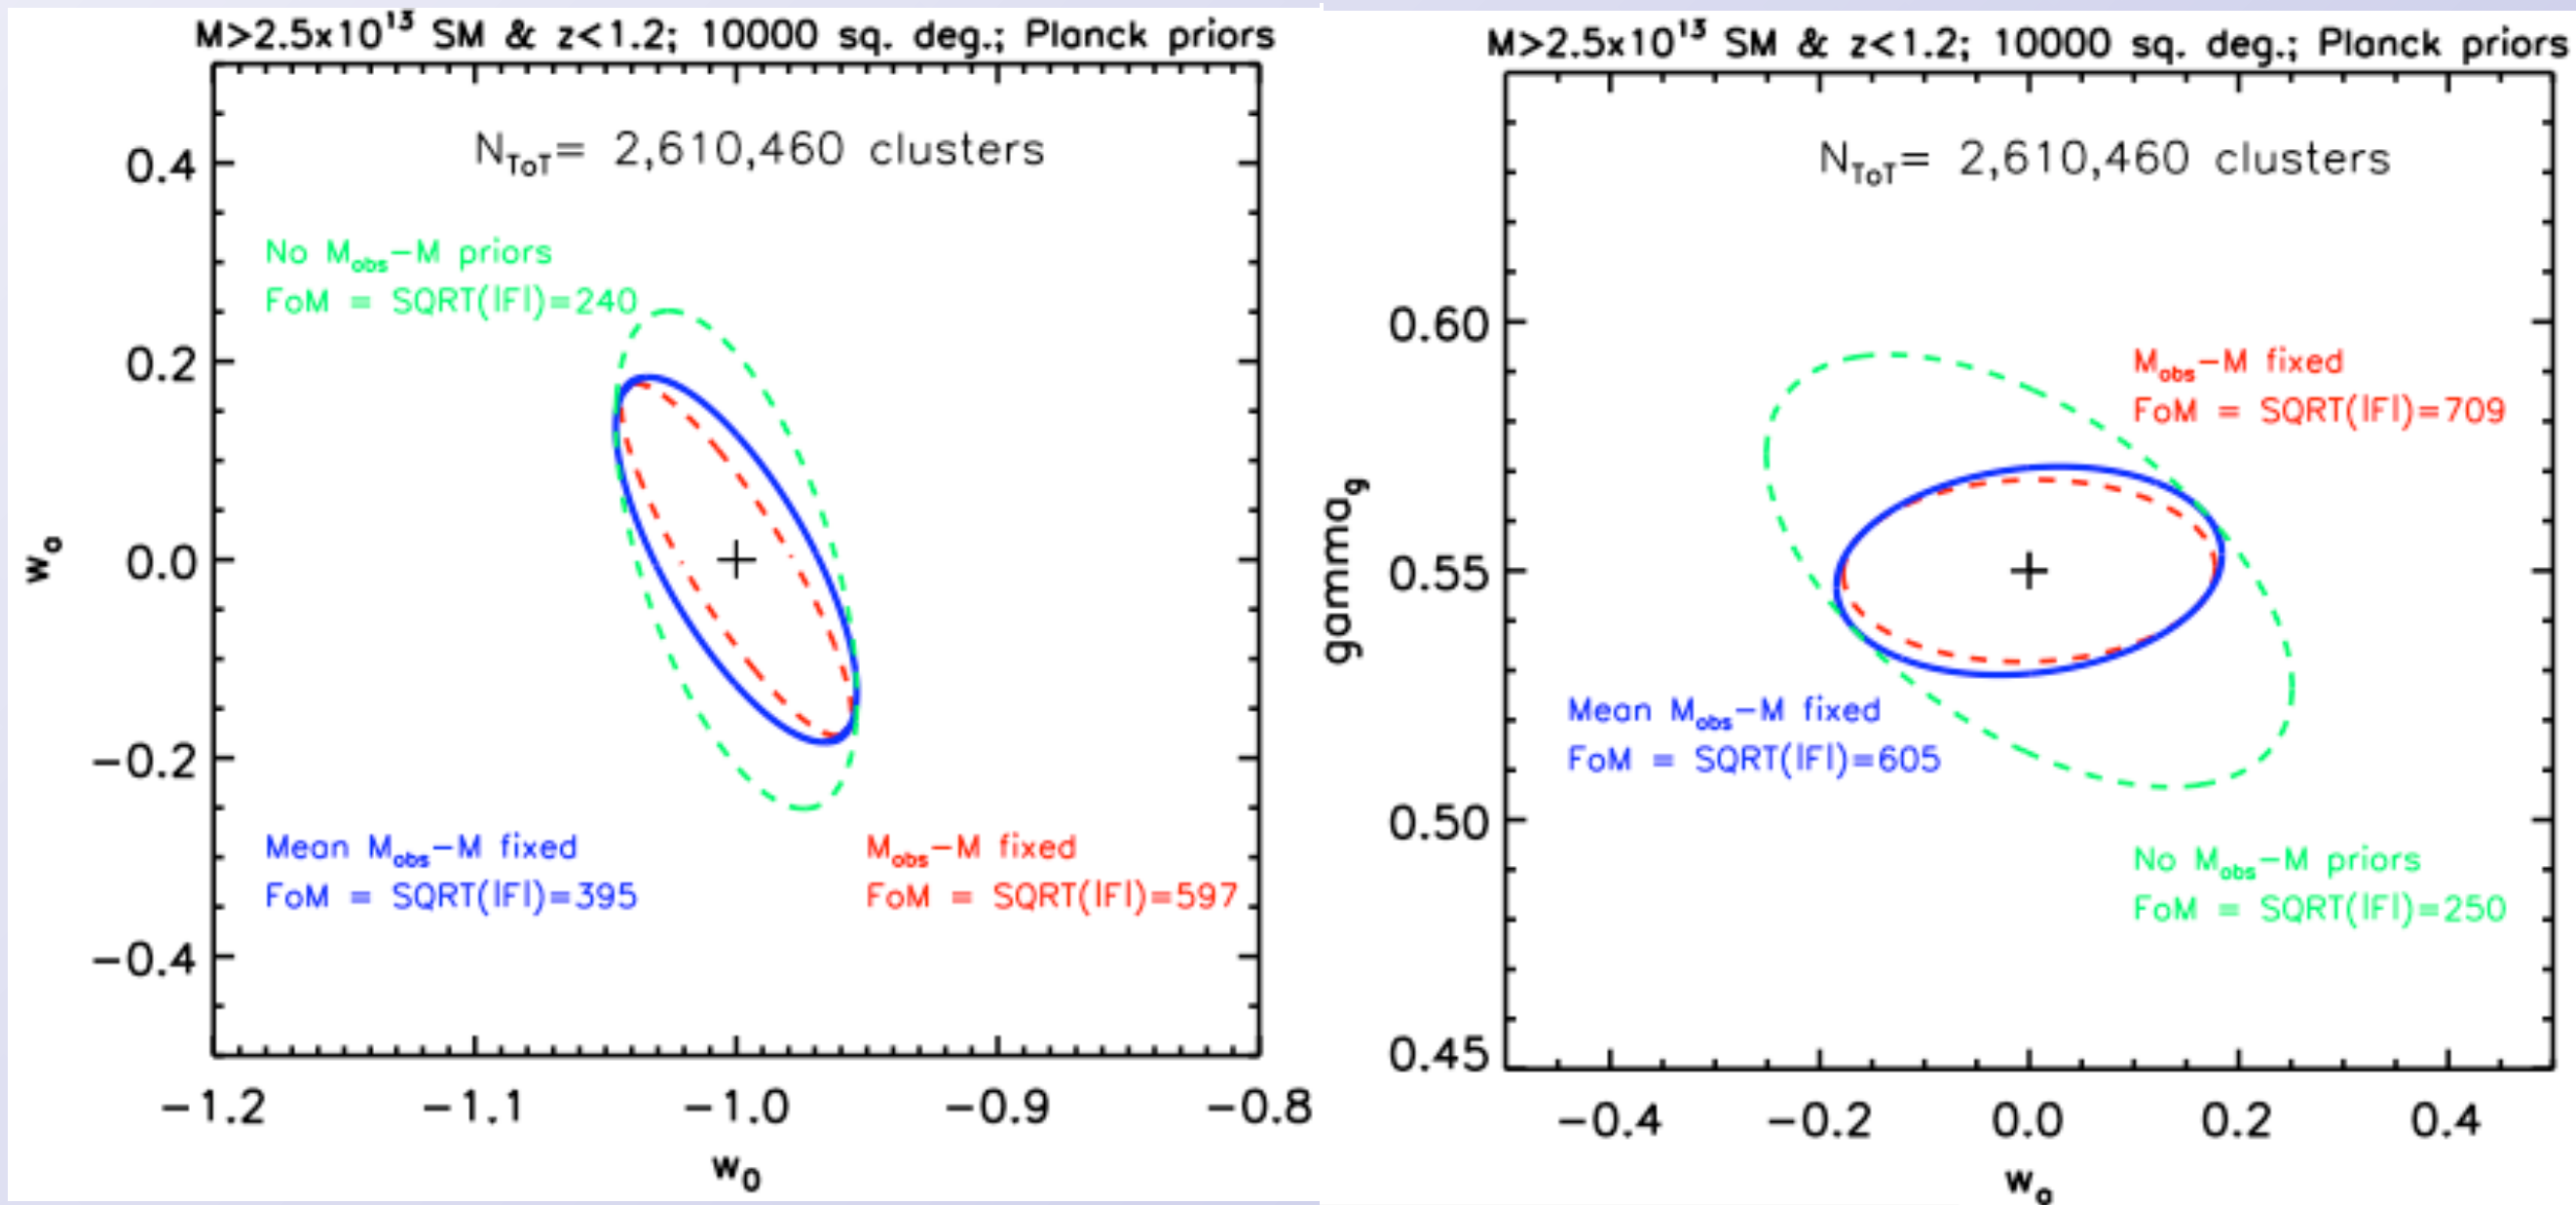 M>2.5x10¹³ SM & z<1.2; 10000 sq. deg.; Planck priors
N_ToT= 2,610,460 clusters
No M_obs-M priors
FoM = SQRT(|F|)=240
Mean M_obs-M fixed
FoM = SQRT(|F|)=395
M_obs-M fixed
FoM = SQRT(|F|)=597
w_a
0.4
0.2
0.0
-0.2
-0.4
-1.2
-1.1
-1.0
-0.9
-0.8
w_0
M>2.5x10¹³ SM & z<1.2; 10000 sq. deg.; Planck priors
N_ToT= 2,610,460 clusters
M_obs-M fixed
FoM = SQRT(|F|)=709
Mean M_obs-M fixed
FoM = SQRT(|F|)=605
No M_obs-M priors
FoM = SQRT(|F|)=250
gamma_g
0.60
0.55
0.50
0.45
-0.4
-0.2
0.0
0.2
0.4
w_a